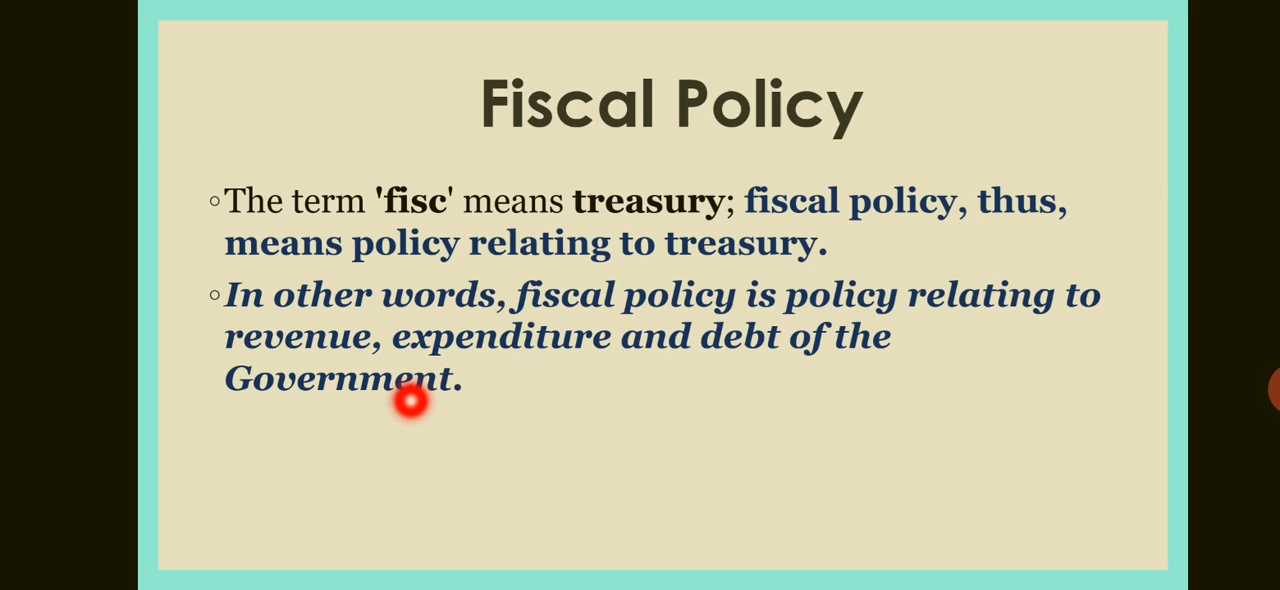 Fiscal Policy
◦The term 'fisc' means treasury; fiscal policy, thus,
means policy relating to treasury.
◦In other words, fiscal policy is policy relating to
revenue, expenditure and debt of the
Government.